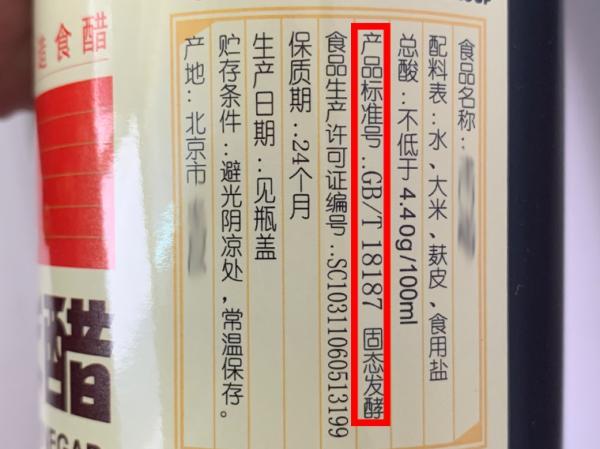 食品名称:
配料表:水、大米、麸皮、食用盐
总酸:不低于4.40g/100ml
产品标准号:GB/T 18187 固态发酵
食品生产许可证编号:SC10311060513199
保质期:24个月
生产日期:见瓶盖
贮存条件:避光阴凉处,常温保存。
产地:北京市
造食醋
醋